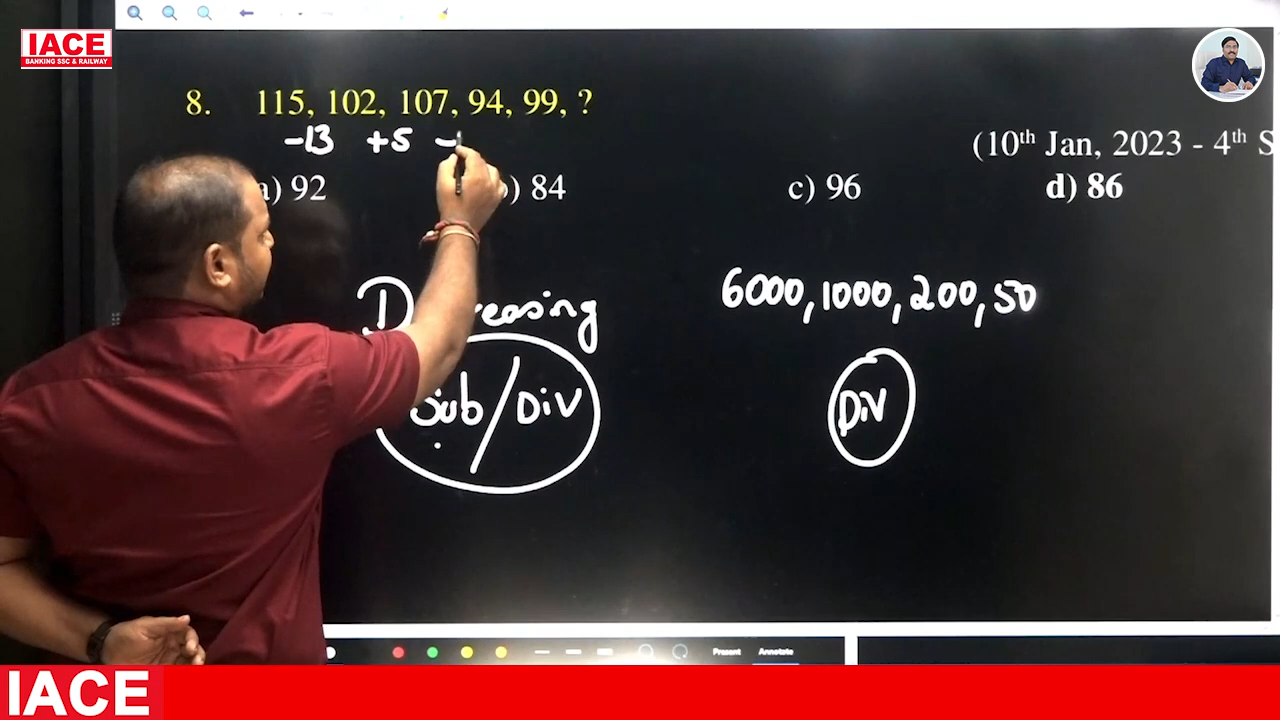 IACE
BANKING SSC & RAILWAY
8. 115, 102, 107, 94, 99, ?
-13 +5 -
(10th Jan, 2023 - 4th S
a) 92 b) 84 c) 96 d) 86
6000, 1000, 200, 50
Sub/Div
Div
Present Annotate
IACE